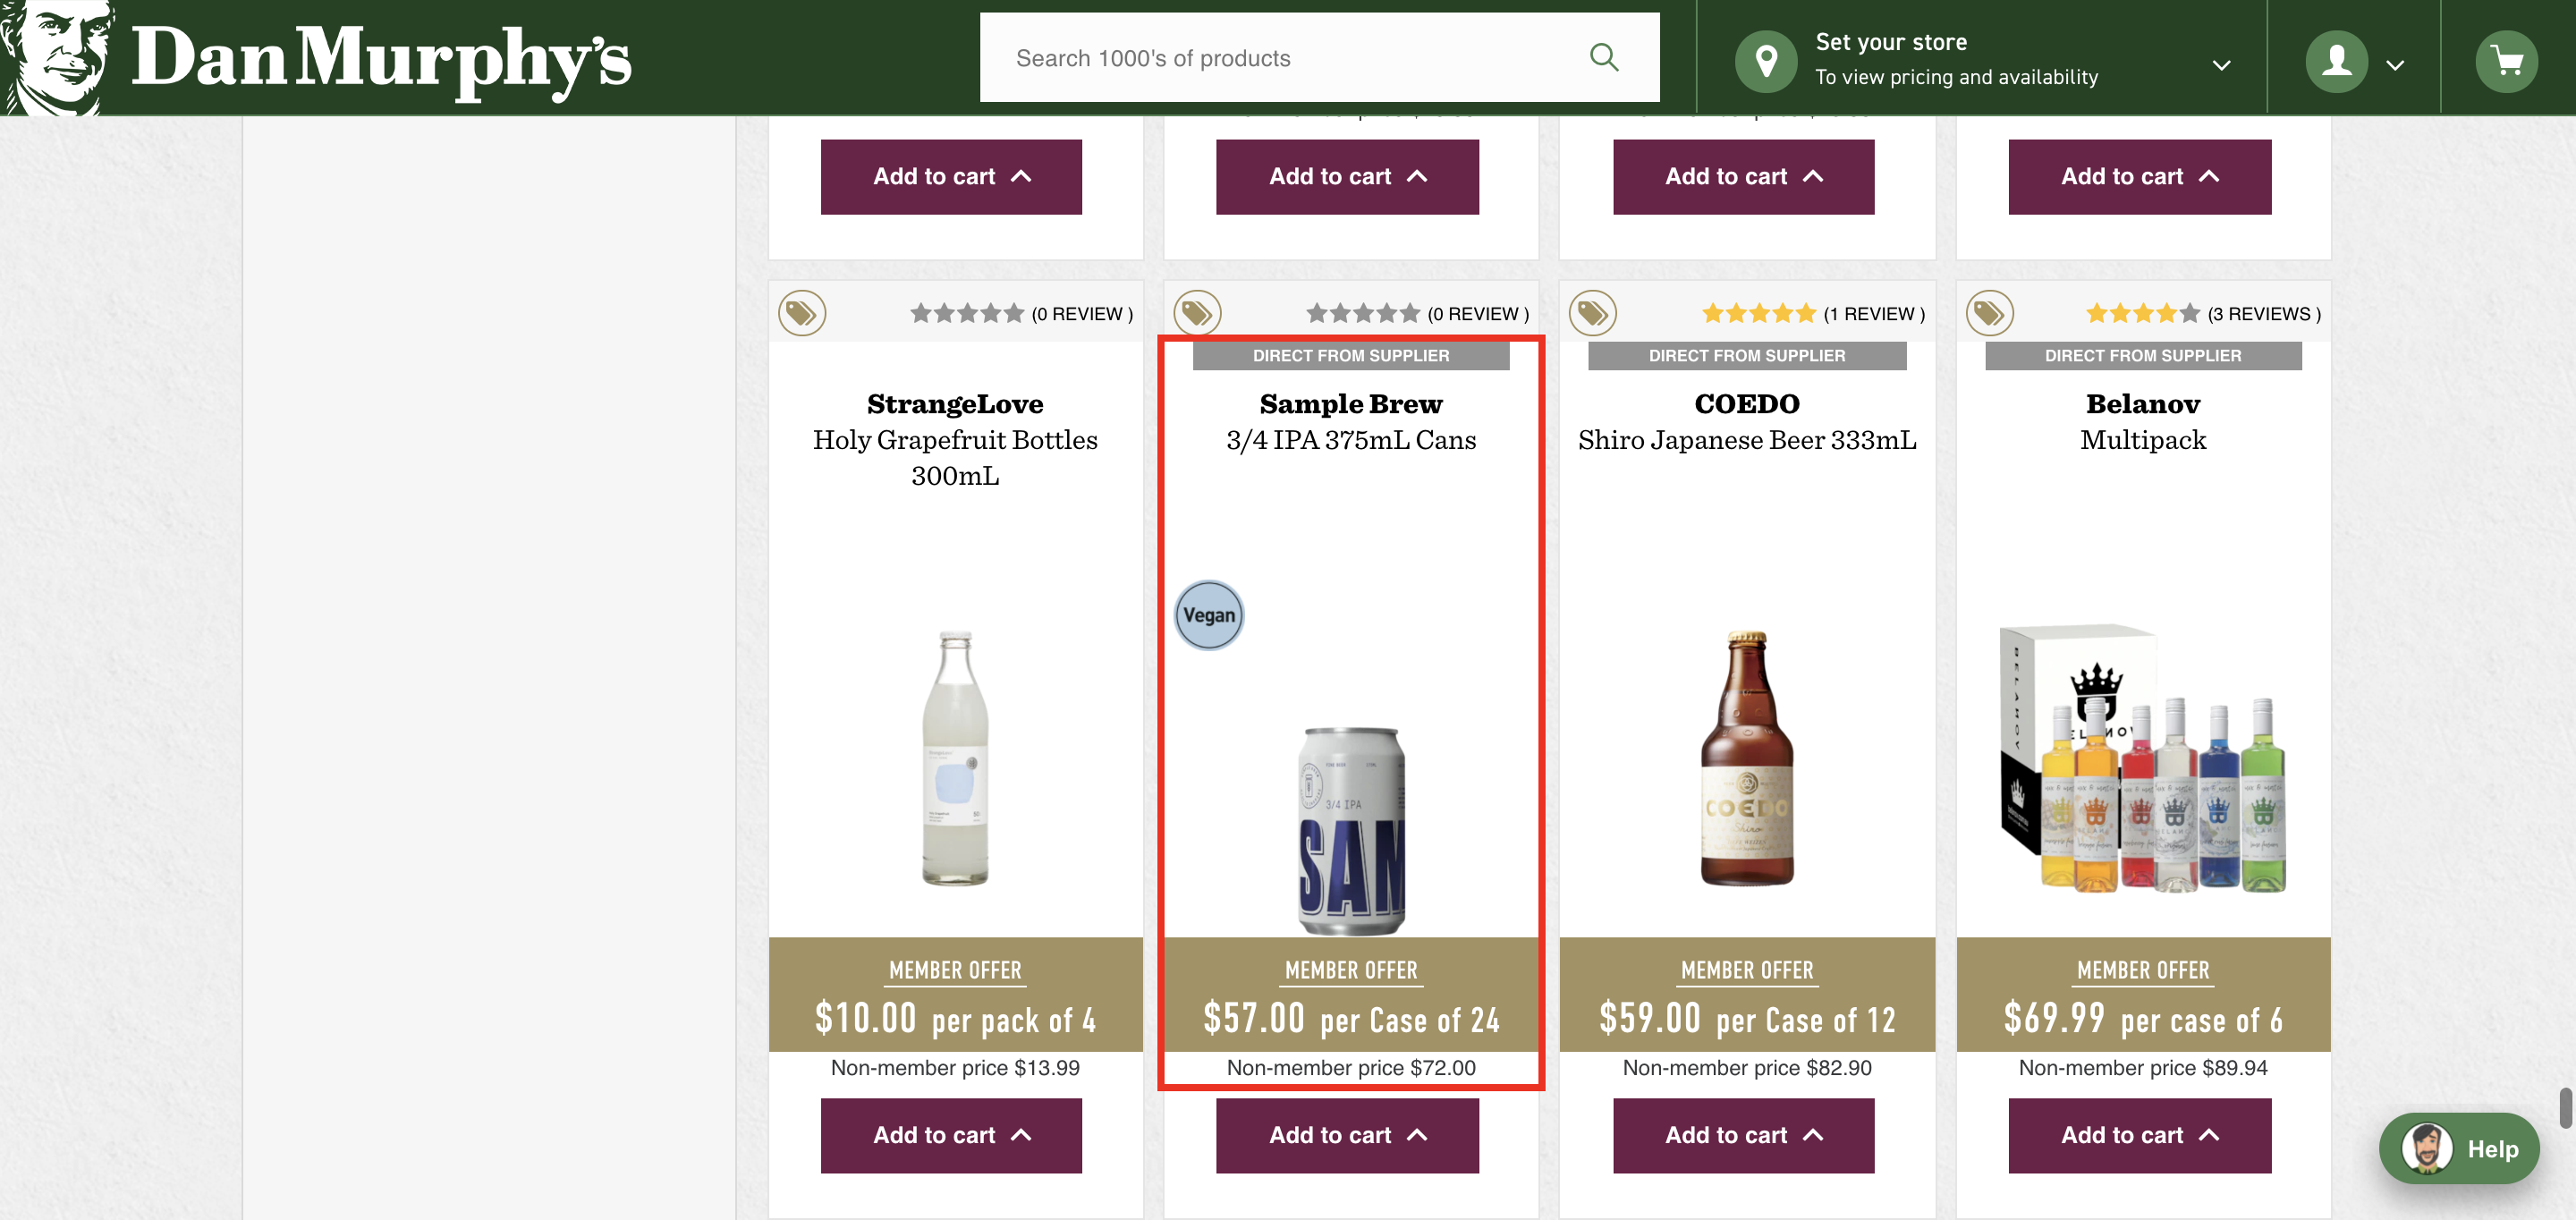 Dan Murphy's
Search 1000's of products
Set your store
To view pricing and availability
Add to cart
Add to cart
Add to cart
Add to cart
(0 REVIEW )
(0 REVIEW )
(1 REVIEW )
(3 REVIEWS )
DIRECT FROM SUPPLIER
DIRECT FROM SUPPLIER
DIRECT FROM SUPPLIER
StrangeLove
Holy Grapefruit Bottles
300mL
Sample Brew
3/4 IPA 375mL Cans
COEDO
Shiro Japanese Beer 333mL
Belanov
Multipack
Vegan
3/4 IPA
SAM
COEDO
Shiro
BELANOV
MEMBER OFFER
$10.00 per pack of 4
Non-member price $13.99
MEMBER OFFER
$57.00 per Case of 24
Non-member price $72.00
MEMBER OFFER
$59.00 per Case of 12
Non-member price $82.90
MEMBER OFFER
$69.99 per case of 6
Non-member price $89.94
Add to cart
Add to cart
Add to cart
Add to cart
Help